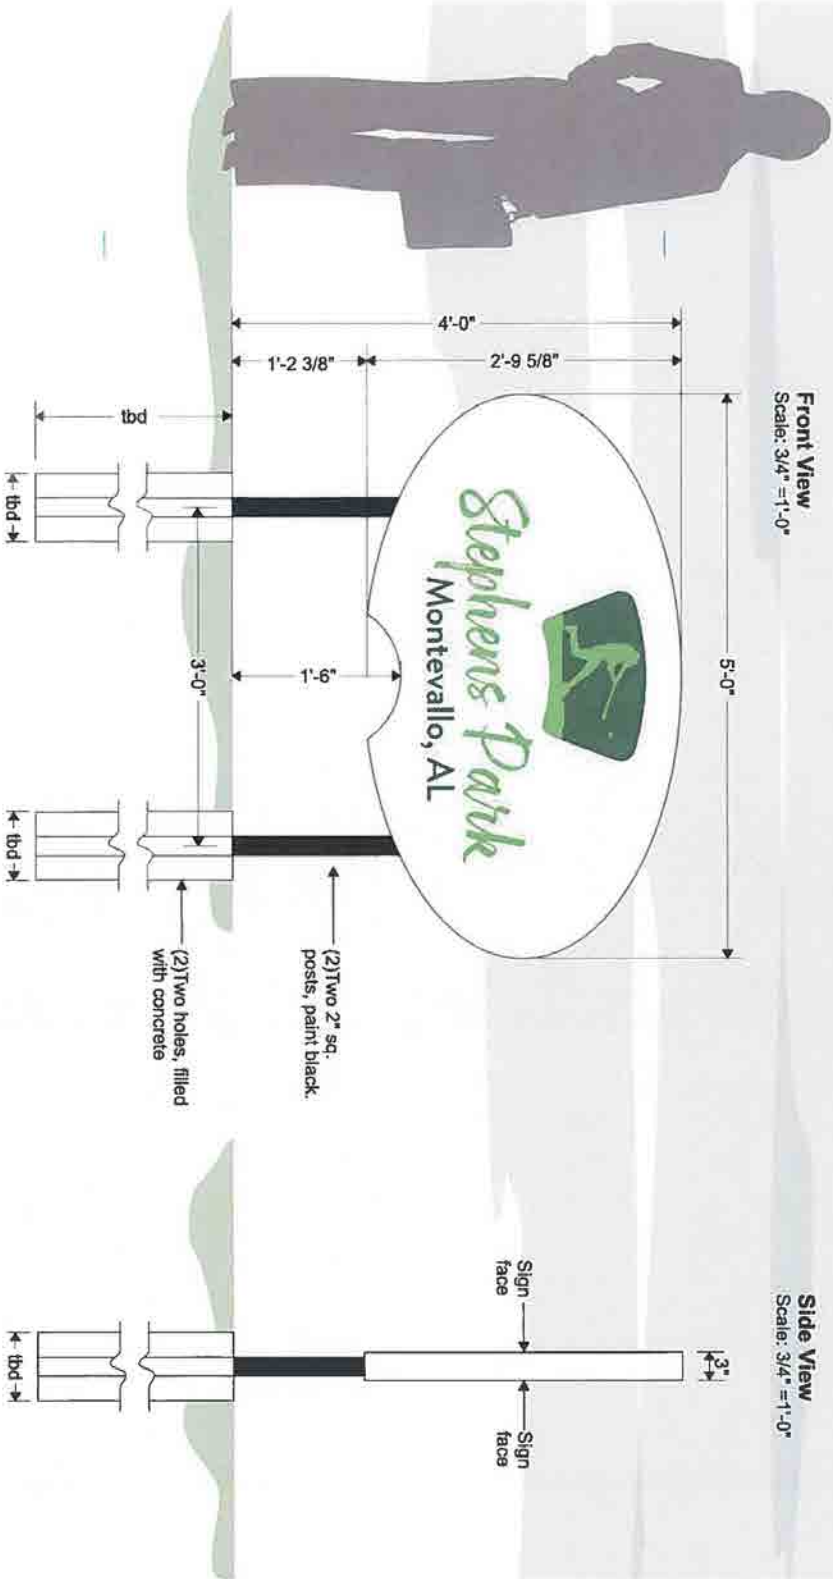 Front View
Scale: 3/4" =1'-0"
5'-0"
4'-0"
2'-9 5/8"
1'-2 3/8"
Stephens Park
Montevallo, AL
1'-6"
3'-0"
tbd
tbd
tbd
(2)Two 2" sq.
posts, paint black.
(2)Two holes, filled
with concrete
Side View
Scale: 3/4" =1'-0"
3"
Sign
face
Sign
face
tbd